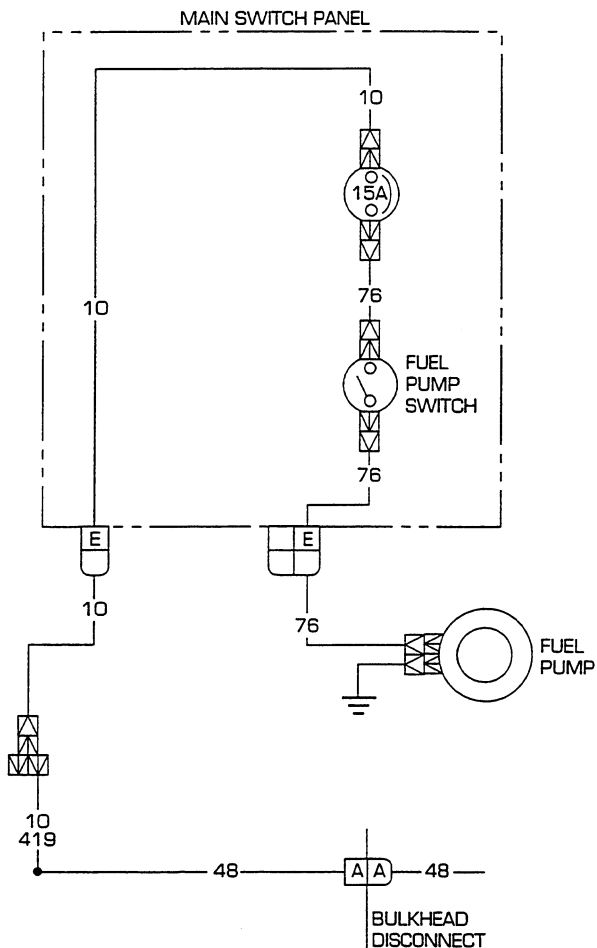 MAIN SWITCH PANEL
10
15A
76
10
FUEL
PUMP
SWITCH
76
E
E
10
76
FUEL
PUMP
10
419
48
A A
48
BULKHEAD
DISCONNECT